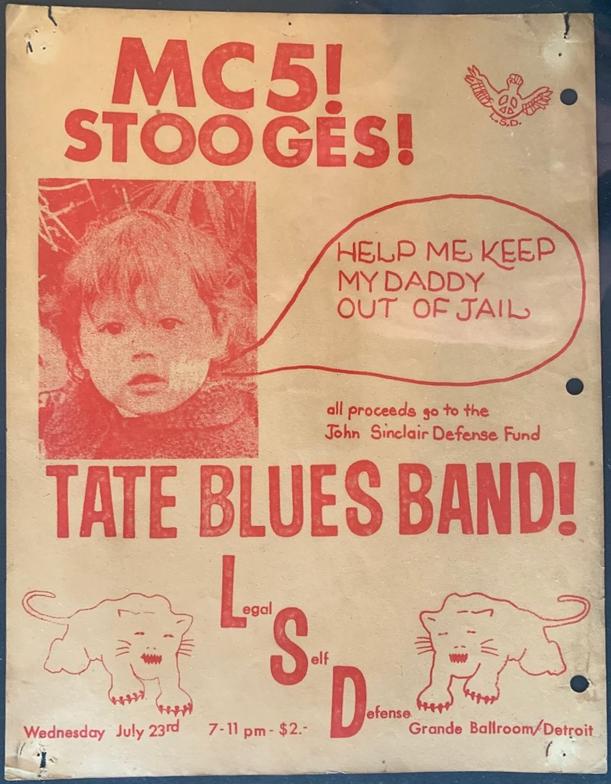 MC5!
STOOGES!
L.S.D.
HELP ME KEEP
MY DADDY
OUT OF JAIL
all proceeds go to the
John Sinclair Defense Fund
TATE BLUES BAND!
Legal
Self
Defense
Wednesday July 23rd 7-11 pm - $2.- Grande Ballroom/Detroit